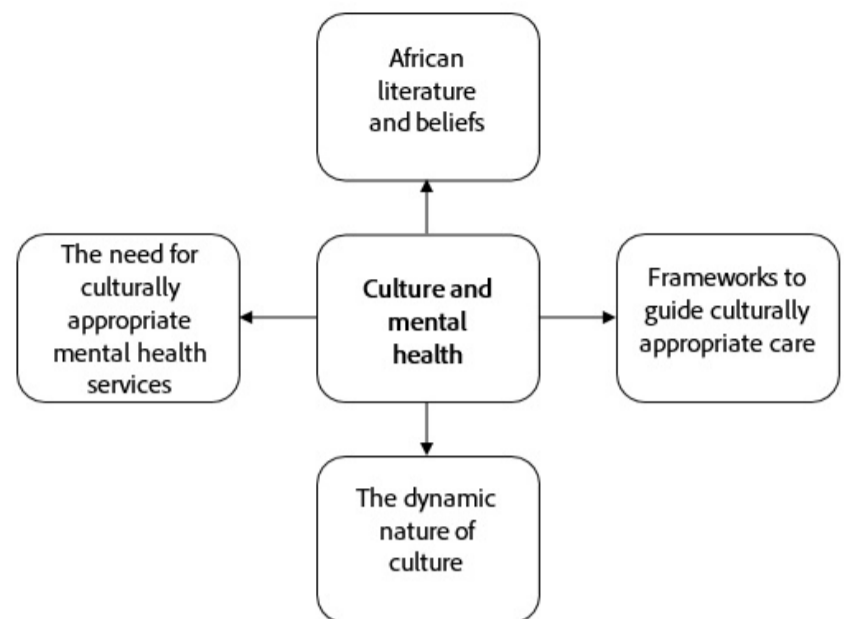 African
literature
and beliefs
The need for
culturally
appropriate
mental health
services
Culture and
mental
health
Frameworks to
guide culturally
appropriate care
The dynamic
nature of
culture